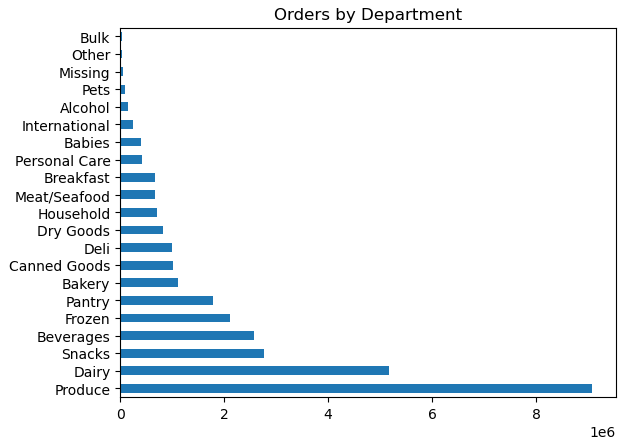 Orders by Department
Bulk
Other
Missing
Pets
Alcohol
International
Babies
Personal Care
Breakfast
Meat/Seafood
Household
Dry Goods
Deli
Canned Goods
Bakery
Pantry
Frozen
Beverages
Snacks
Dairy
Produce
0 2 4 6 8
1e6